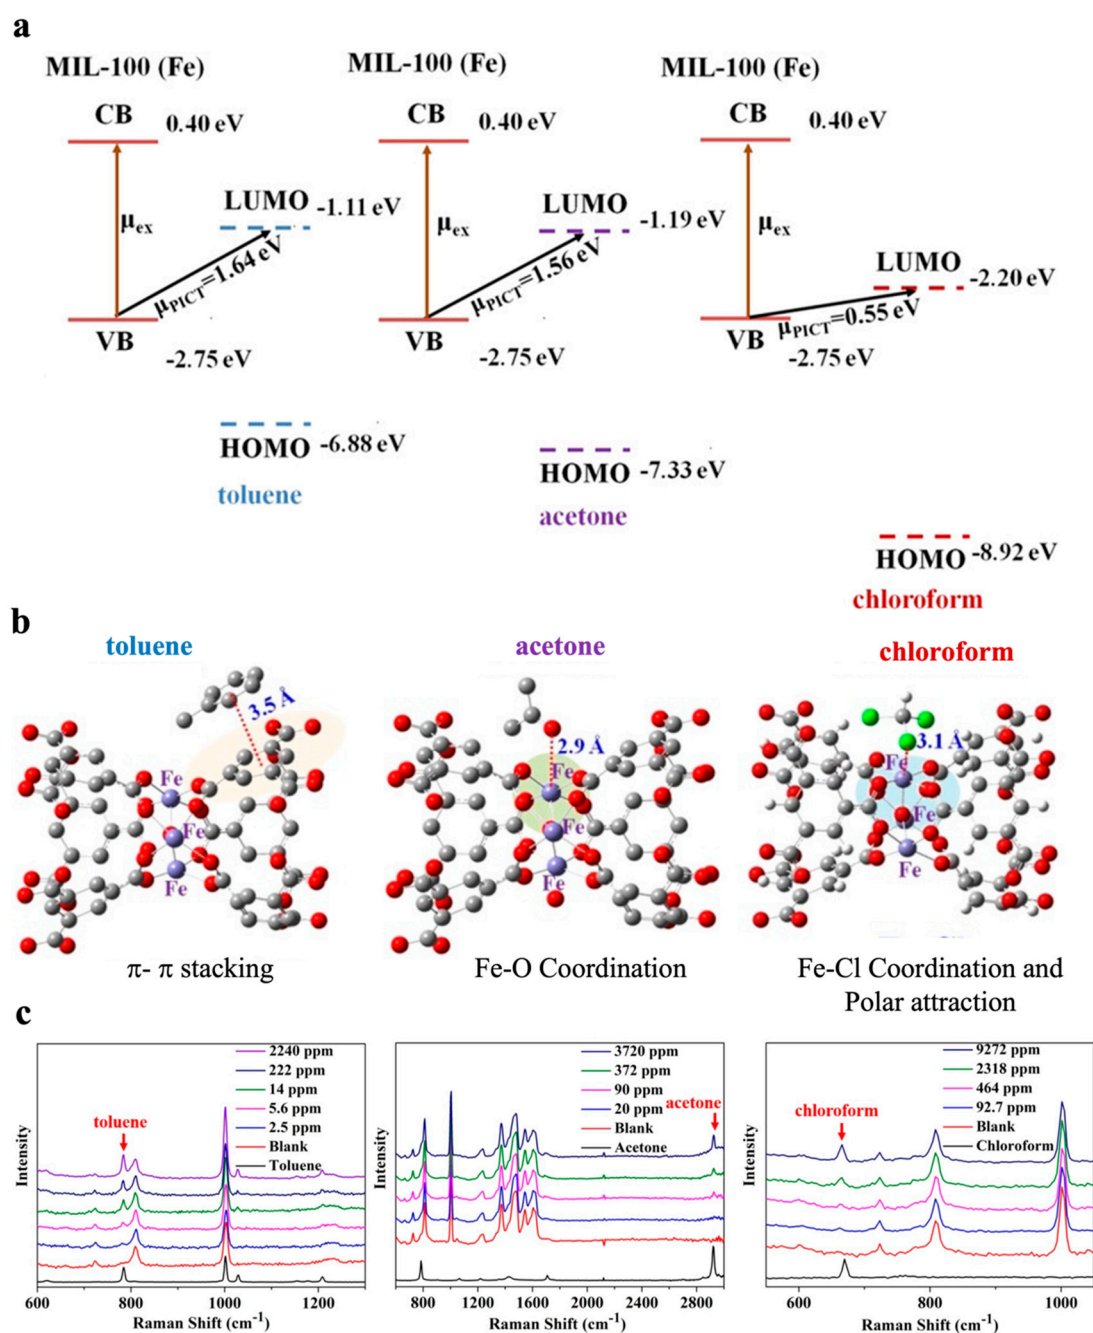 a
MIL-100 (Fe)
MIL-100 (Fe)
MIL-100 (Fe)
CB
0.40 eV
CB
0.40 eV
CB
0.40 eV
μex
LUMO
-1.11 eV
μPICT=1.64 eV
μex
LUMO
-1.19 eV
μPICT=1.56 eV
μex
LUMO
-2.20 eV
μPICT=0.55 eV
VB
-2.75 eV
VB
-2.75 eV
VB
-2.75 eV
HOMO
-6.88 eV
toluene
HOMO
-7.33 eV
acetone
HOMO
-8.92 eV
chloroform
b
toluene
acetone
chloroform
3.5 Å
Fe
Fe
Fe
2.9 Å
Fe
Fe
Fe
3.1 Å
Fe
Fe
Fe
π- π stacking
Fe-O Coordination
Fe-Cl Coordination and
Polar attraction
c
2240 ppm
222 ppm
14 ppm
5.6 ppm
2.5 ppm
Blank
Toluene
toluene
Intensity
600 800 1000 1200
Raman Shift (cm-1)
3720 ppm
372 ppm
90 ppm
20 ppm
Blank
Acetone
acetone
Intensity
800 1200 1600 2000 2400 2800
Raman Shift (cm-1)
9272 ppm
2318 ppm
464 ppm
92.7 ppm
Blank
Chloroform
chloroform
Intensity
600 800 1000
Raman Shift (cm-1)